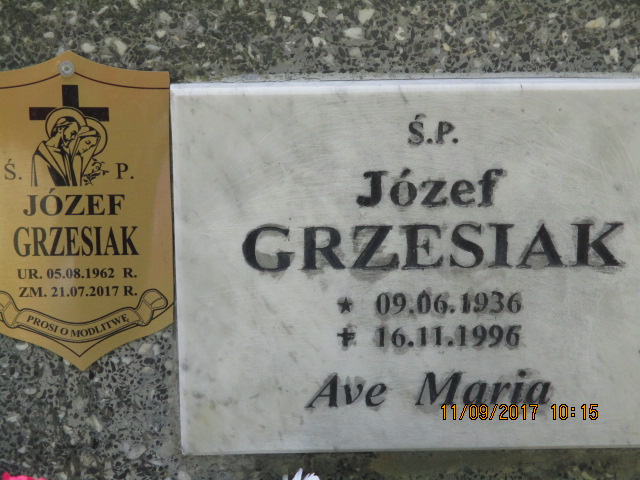 Ś. P.
JÓZEF
GRZESIAK
UR. 05.08.1962 R.
ZM. 21.07.2017 R.
PROSI O MODLITWĘ
Ś.P.
Józef
GRZESIAK
* 09.06.1936
✝ 16.11.1996
Ave Maria
11/09/2017 10:15